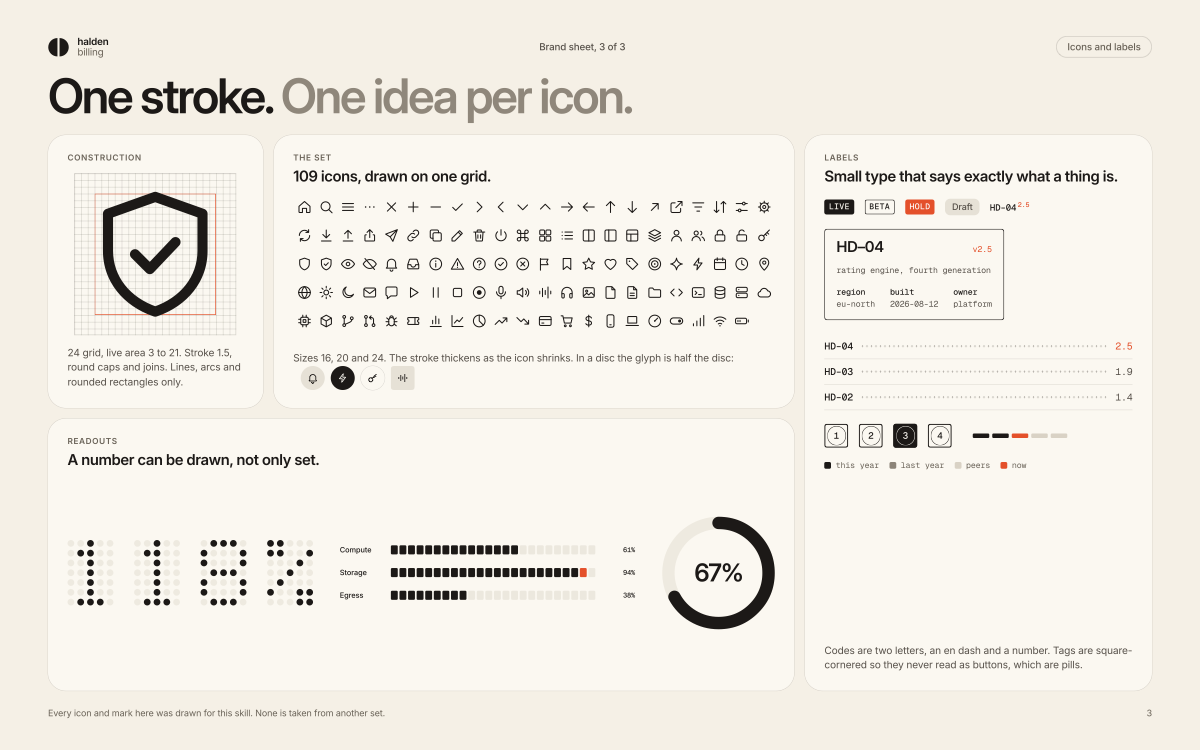 halden
billing
Brand sheet, 3 of 3
Icons and labels
One stroke. One idea per icon.
CONSTRUCTION
24 grid, live area 3 to 21. Stroke 1.5,
round caps and joins. Lines, arcs and
rounded rectangles only.
THE SET
109 icons, drawn on one grid.
Sizes 16, 20 and 24. The stroke thickens as the icon shrinks. In a disc the glyph is half the disc:
LABELS
Small type that says exactly what a thing is.
LIVE BETA HOLD Draft HD-04 2.5
HD–04 v2.5
rating engine, fourth generation
region built owner
eu-north 2026-08-12 platform
HD-04 2.5
HD-03 1.9
HD-02 1.4
1 2 3 4
this year last year peers now
Codes are two letters, an en dash and a number. Tags are square-
cornered so they never read as buttons, which are pills.
READOUTS
A number can be drawn, not only set.
118%
Compute 61%
Storage 94%
Egress 38%
67%
Every icon and mark here was drawn for this skill. None is taken from another set.
3